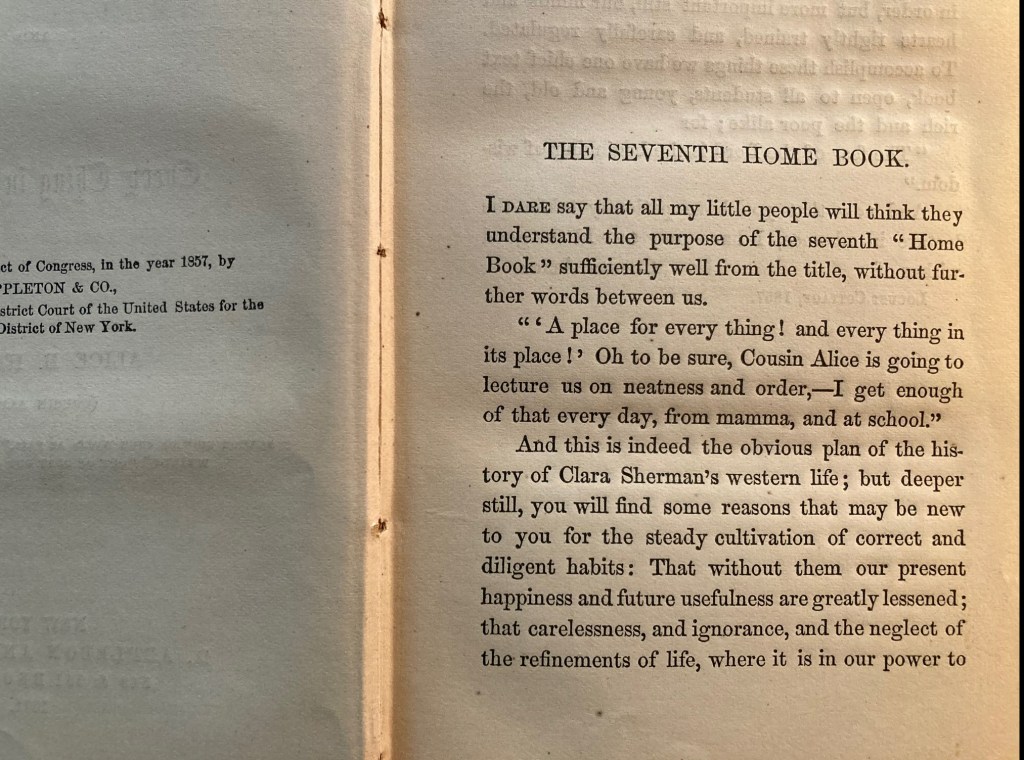 ct of Congress, in the year 1857, by
PPLETON & CO.,
strict Court of the United States for the
District of New York.
THE SEVENTH HOME BOOK.
I DARE say that all my little people will think they
understand the purpose of the seventh “Home
Book” sufficiently well from the title, without fur-
ther words between us.
“‘A place for every thing! and every thing in
its place!’ Oh to be sure, Cousin Alice is going to
lecture us on neatness and order,—I get enough
of that every day, from mamma, and at school.”
And this is indeed the obvious plan of the his-
tory of Clara Sherman’s western life; but deeper
still, you will find some reasons that may be new
to you for the steady cultivation of correct and
diligent habits: That without them our present
happiness and future usefulness are greatly lessened;
that carelessness, and ignorance, and the neglect of
the refinements of life, where it is in our power to